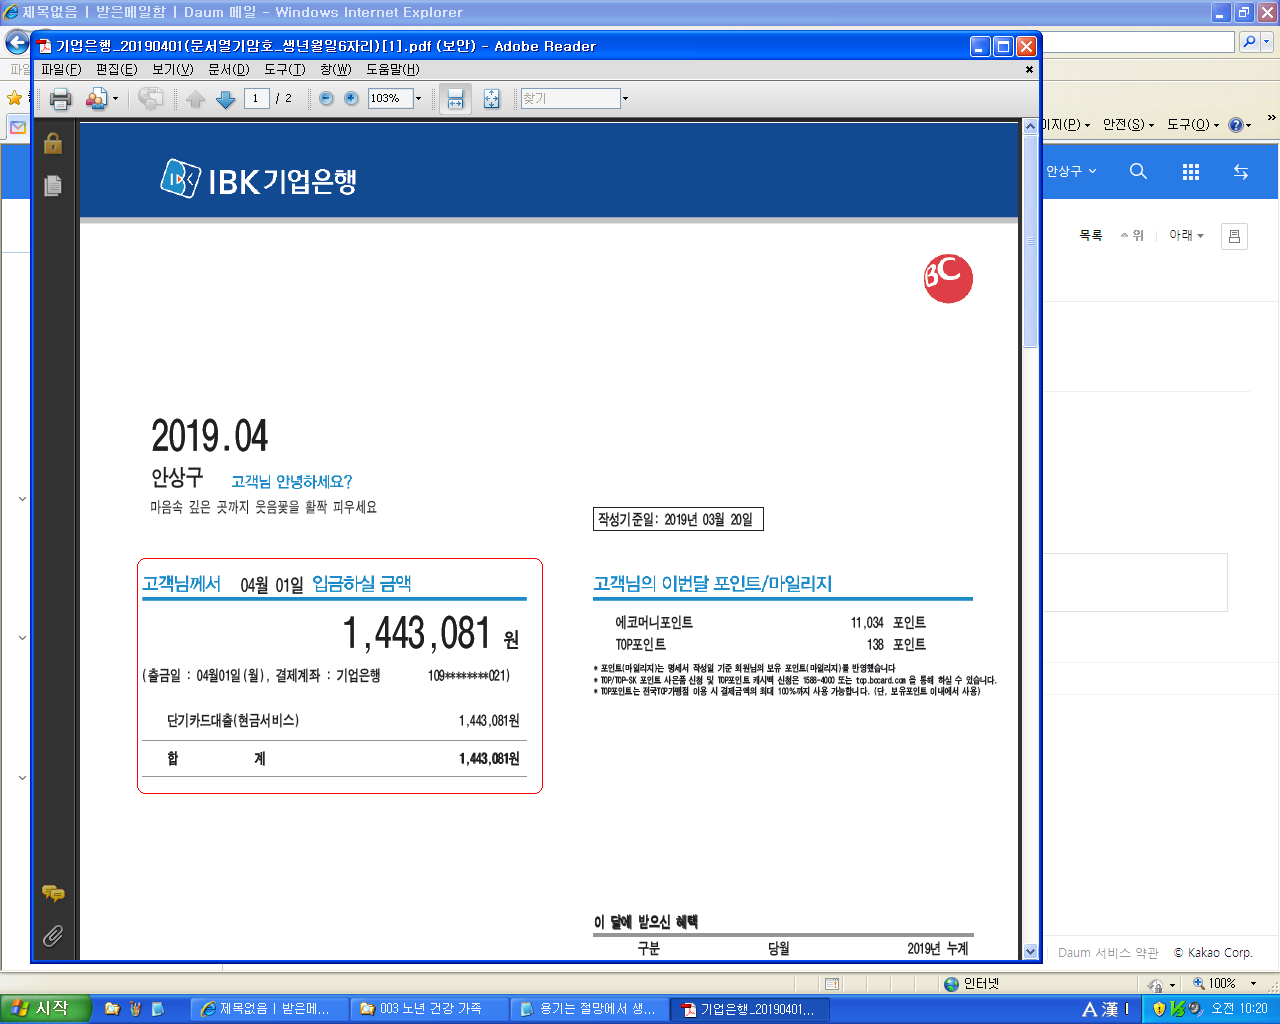 제목없음 | 받은메일함 | Daum 메일 - Windows Internet Explorer
기업은행_20190401(문서열기암호_생년월일6자리)[1].pdf (보안) - Adobe Reader
파일(F) 편집(E) 보기(V) 문서(D) 도구(T) 창(W) 도움말(H)
1 / 2 103% 찾기
안전(S) 도구(O)
안상구
목록 위 아래
IBK기업은행
BC
2019.04
안상구 고객님 안녕하세요?
마음속 깊은 곳까지 웃음꽃을 활짝 피우세요
작성기준일: 2019년 03월 20일
고객님께서 04월 01일 입금하실 금액
1,443,081 원
(출금일 : 04월01일(월), 결제계좌 : 기업은행 109********021)
단기카드대출(현금서비스) 1,443,081원
합 계 1,443,081원
고객님의 이번달 포인트/마일리지
에코머니포인트 11,034 포인트
TOP포인트 138 포인트
* 포인트(마일리지)는 명세서 작성일 기준 회원님의 보유 포인트(마일리지)를 반영했습니다
* TOP/TOP-SK 포인트 사은품 신청 및 TOP포인트 캐시백 신청은 1588-4000 또는 top.bccard.com 을 통해 하실 수 있습니다.
* TOP포인트는 전국TOP가맹점 이용 시 결제금액의 최대 100%까지 사용 가능합니다. (단, 보유포인트 이내에서 사용)
이 달에 받으신 혜택
구분 당월 2019년 누계
Daum 서비스 약관 © Kakao Corp.
인터넷 100%
시작 제목없음 | 받은메... 003 노년 건강 가족 용기는 절망에서 생... 기업은행_20190401... A 漢 오전 10:20